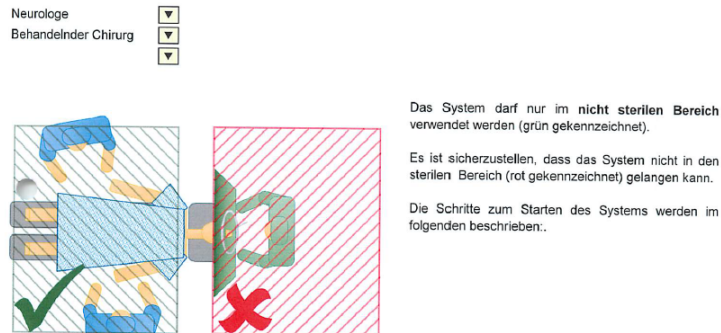 Neurologe
Behandelnder Chirurg
Das System darf nur im nicht sterilen Bereich
verwendet werden (grün gekennzeichnet).
Es ist sicherzustellen, dass das System nicht in den
sterilen Bereich (rot gekennzeichnet) gelangen kann.
Die Schritte zum Starten des Systems werden im
folgenden beschrieben:.